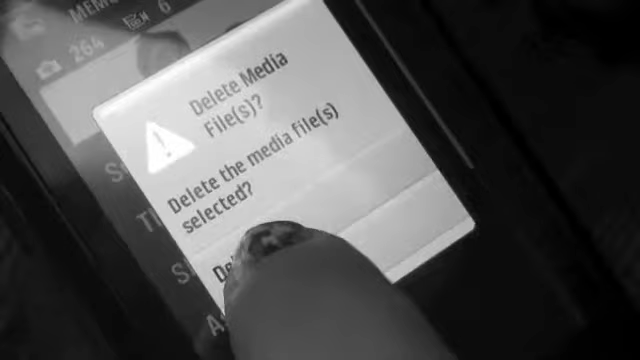 264
6
Delete Media
File(s)?
Delete the media file(s)
selected?